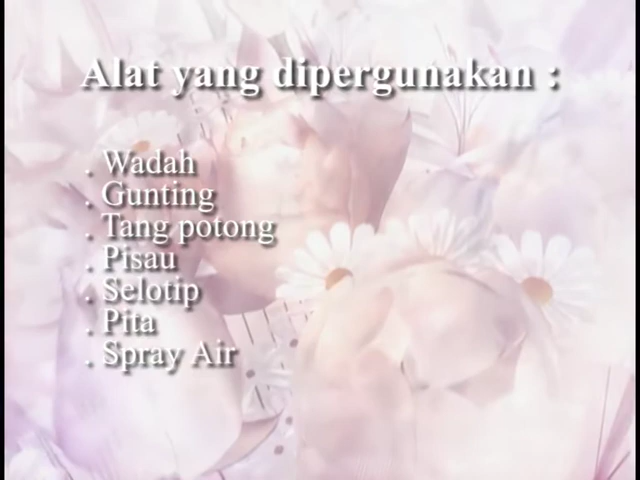 Alat yang dipergunakan :
. Wadah
. Gunting
. Tang potong
. Pisau
. Selotip
. Pita
. Spray Air